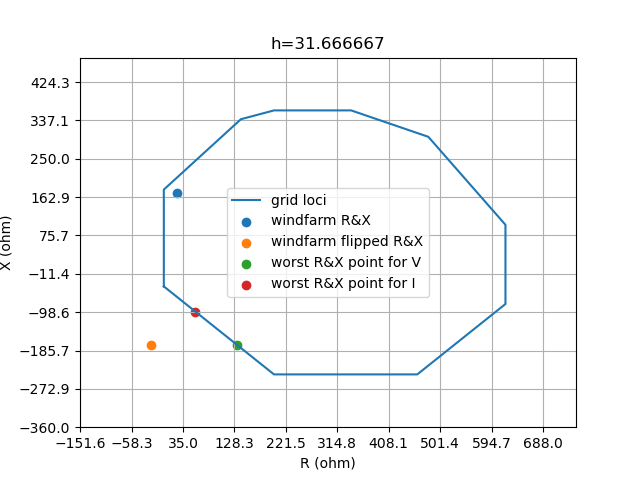 h=31.666667
424.3
337.1
250.0
162.9
75.7
−11.4
−98.6
−185.7
−272.9
−360.0
X (ohm)
grid loci
windfarm R&X
windfarm flipped R&X
worst R&X point for V
worst R&X point for I
−151.6 −58.3 35.0 128.3 221.5 314.8 408.1 501.4 594.7 688.0
R (ohm)